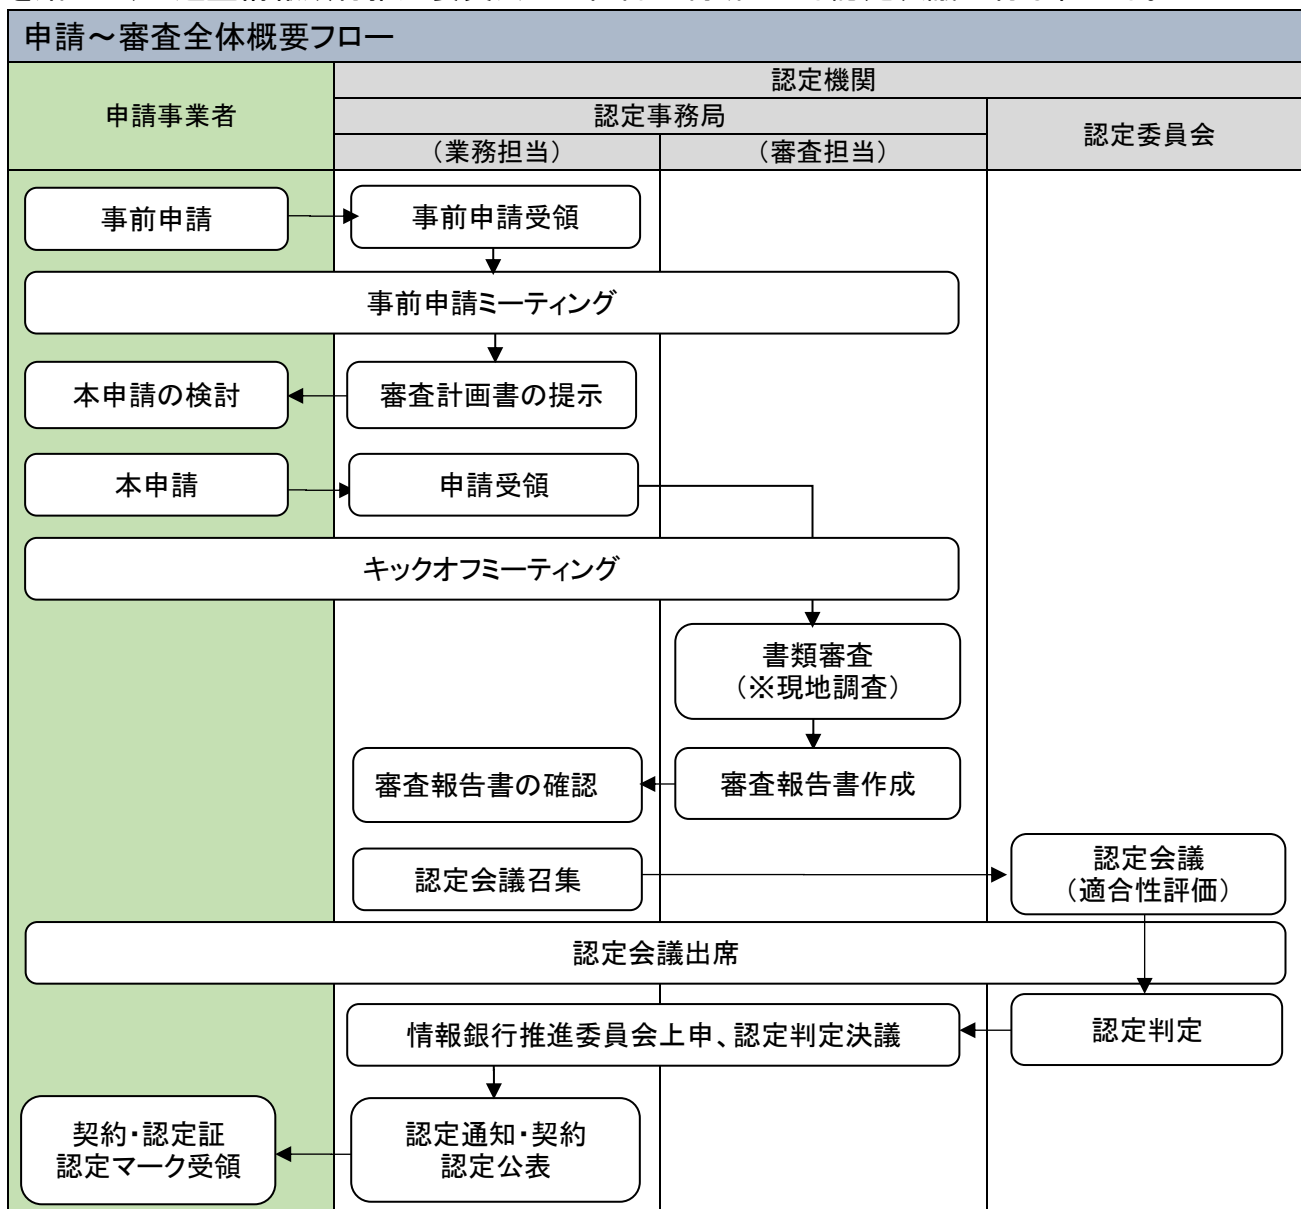 申請～審査全体概要フロー
申請事業者
認定機関
認定事務局
認定委員会
（業務担当）
（審査担当）
事前申請
事前申請受領
事前申請ミーティング
本申請の検討
審査計画書の提示
本申請
申請受領
キックオフミーティング
書類審査
（※現地調査）
審査報告書の確認
審査報告書作成
認定会議召集
認定会議
（適合性評価）
認定会議出席
情報銀行推進委員会上申、認定判定決議
認定判定
契約・認定証
認定マーク受領
認定通知・契約
認定公表